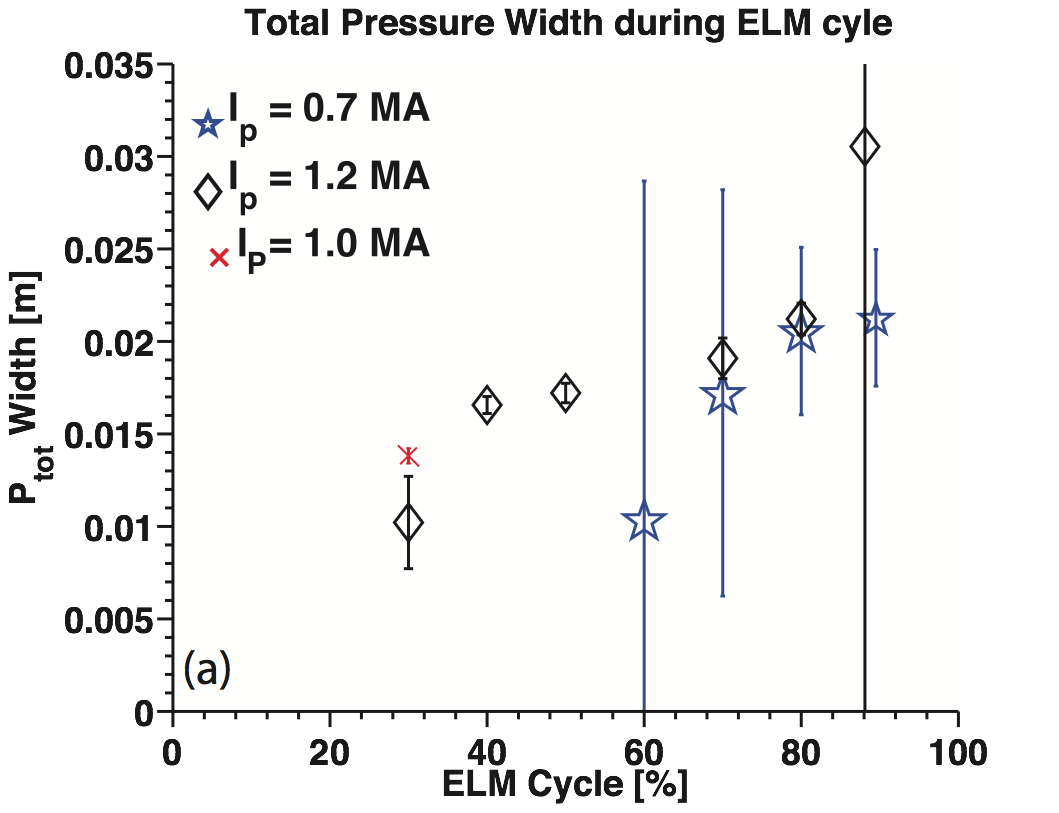 Total Pressure Width during ELM cyle
0.035
0.03
0.025
0.02
0.015
0.01
0.005
0
Ip = 0.7 MA
Ip = 1.2 MA
IP = 1.0 MA
Ptot Width [m]
(a)
0 20 40 60 80 100
ELM Cycle [%]